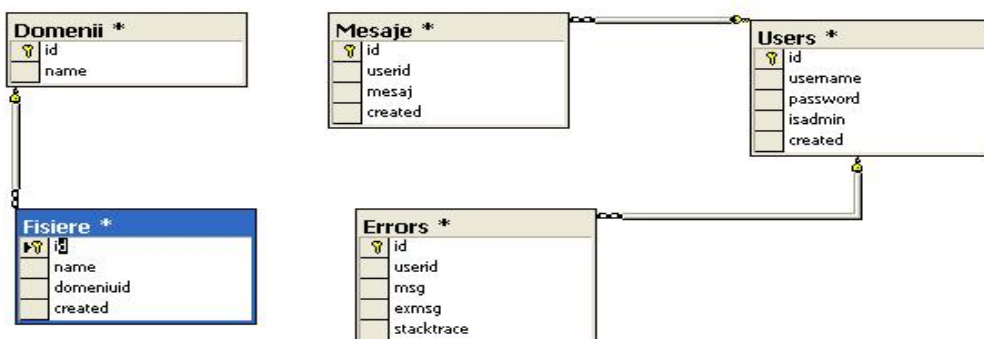 Domenii *
id
name
Mesaje *
id
userid
mesaj
created
Users *
id
username
password
isadmin
created
Fisiere *
id
name
domeniuid
created
Errors *
id
userid
msg
exmsg
stacktrace